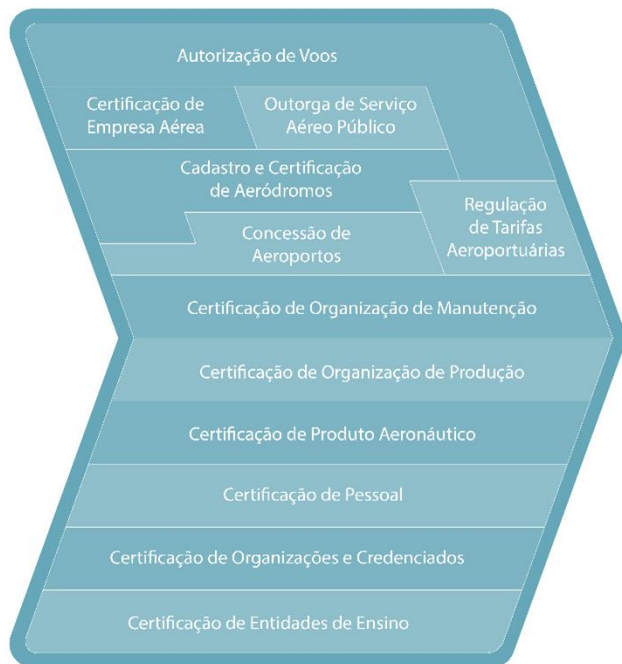 Autorização de Voos
Certificação de
Empresa Aérea
Outorga de Serviço
Aéreo Público
Cadastro e Certificação
de Aeródromos
Regulação
de Tarifas
Aeroportuárias
Concessão de
Aeroportos
Certificação de Organização de Manutenção
Certificação de Organização de Produção
Certificação de Produto Aeronáutico
Certificação de Pessoal
Certificação de Organizações e Credenciados
Certificação de Entidades de Ensino